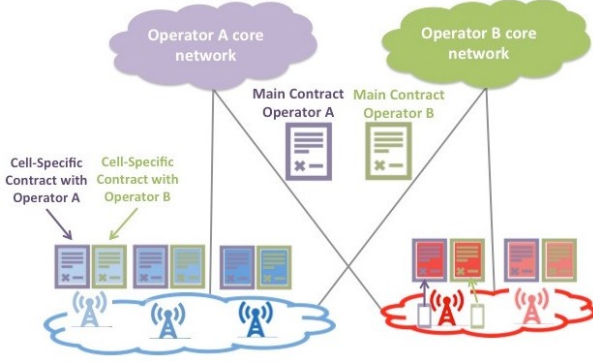 Operator A core
network
Operator B core
network
Main Contract
Operator A
Main Contract
Operator B
Cell-Specific
Contract with
Operator A
Cell-Specific
Contract with
Operator B